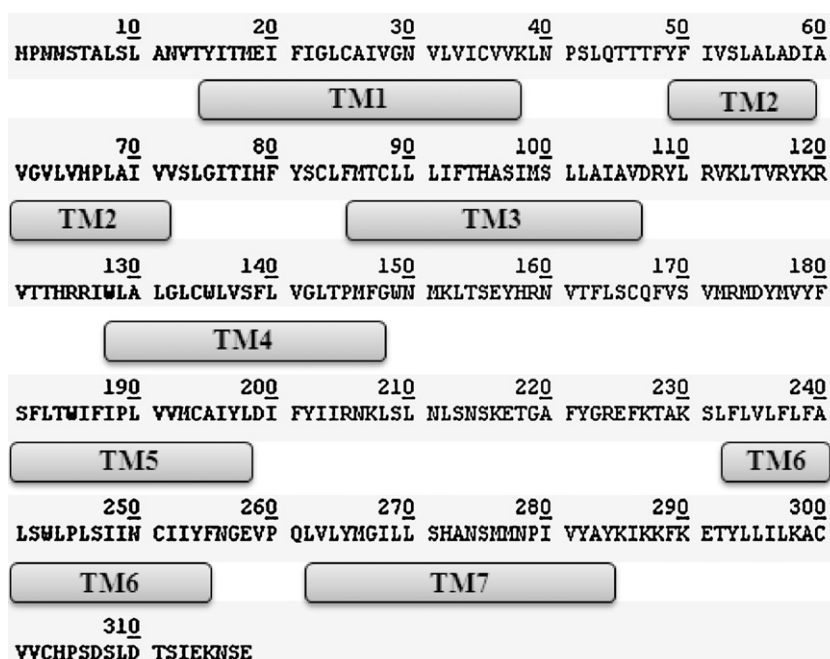 10 20 30 40 50 60
MPNNSTALSL ANVTYITMEI FIGLCAIVGN VLVICVVKLN PSLQTTTFYF IVSLALADIA
TM1 TM2
70 80 90 100 110 120
VGVLVMPLAI VVSLGITIHF YSCLFMTCLL LIFTHASIMS LLAIAVDRYL RVKLTVRYKR
TM2 TM3
130 140 150 160 170 180
VTTHRRIWLA LGLCWLVSFL VGLTPMFGWN MKLTSEYHRN VTFLSCQFVS VMRMDYMVYF
TM4
190 200 210 220 230 240
SFLTWIFIPL VVMCAIYLDI FYIIRNKLSL NLSNSKETGA FYGREFKTAK SLFLVLFLFA
TM5 TM6
250 260 270 280 290 300
LSWLPLSIIN CIIYFNGEVP QLVLYMGILL SHANSMMNPI VYAYKIKKFK ETYLLILKAC
TM6 TM7
310
VVCHPSDSLD TSIEKNSE